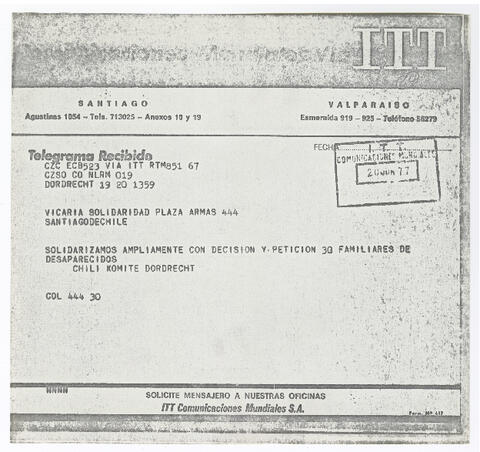 ITT
SANTIAGO
Agustinas 1054 - Tels. 713025 - Anexos 10 y 19
VALPARAISO
Esmeralda 919 - 925 - Teléfono 56279
Telegrama Recibido
FECHA
I. T. T.
COMUNICACIONES MUNDIALES
20 JUN 77
CZC ECB523 VIA ITT RTM851 67
CZSO CO NLRM 019
DORDRECHT 19 20 1359
VICARIA SOLIDARIDAD PLAZA ARMAS 444
SANTIAGODECHILE
SOLIDARIZAMOS AMPLIAMENTE CON DECISION Y PETICION 30 FAMILIARES DE
DESAPARECIDOS
CHILI KOMITE DORDRECHT
COL 444 30
NNNN
SOLICITE MENSAJERO A NUESTRAS OFICINAS
ITT Comunicaciones Mundiales S.A.